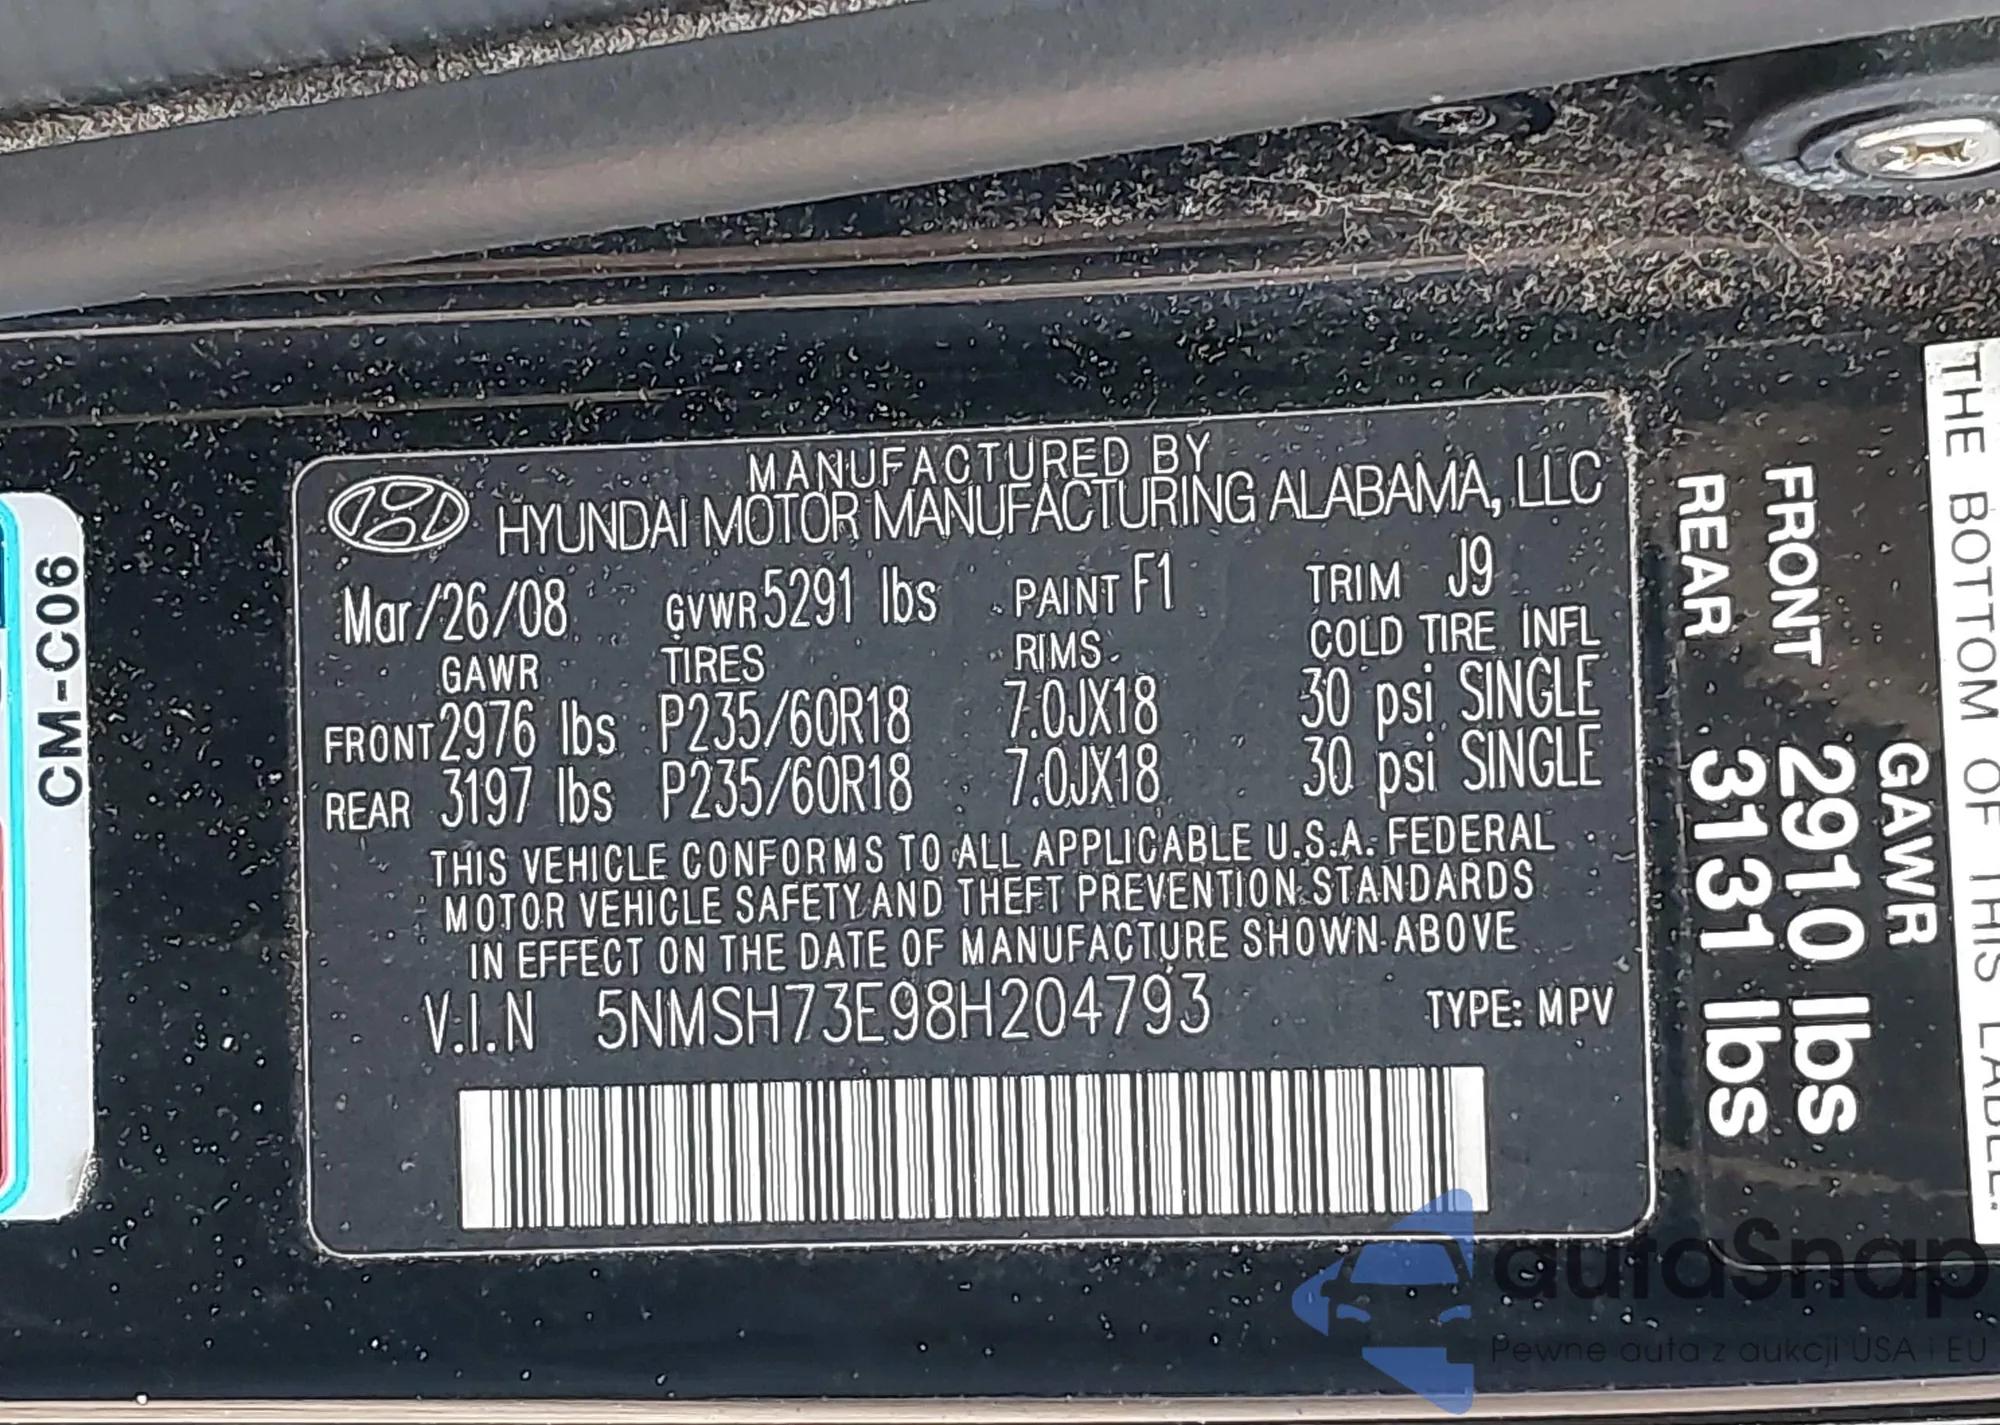 CM-C06
MANUFACTURED BY
HYUNDAI MOTOR MANUFACTURING ALABAMA, LLC
Mar/26/08 GVWR 5291 lbs PAINT F1 TRIM J9
GAWR TIRES RIMS COLD TIRE INFL
FRONT 2976 lbs P235/60R18 7.0JX18 30 psi SINGLE
REAR 3197 lbs P235/60R18 7.0JX18 30 psi SINGLE
THIS VEHICLE CONFORMS TO ALL APPLICABLE U.S.A. FEDERAL
MOTOR VEHICLE SAFETY AND THEFT PREVENTION STANDARDS
IN EFFECT ON THE DATE OF MANUFACTURE SHOWN ABOVE
V.I.N 5NMSH73E98H204793 TYPE: MPV
THE BOTTOM OF THIS LABEL.
GAWR
FRONT 2910 lbs
REAR 3131 lbs
autoSnap
Pewne auta z aukcji USA i EU